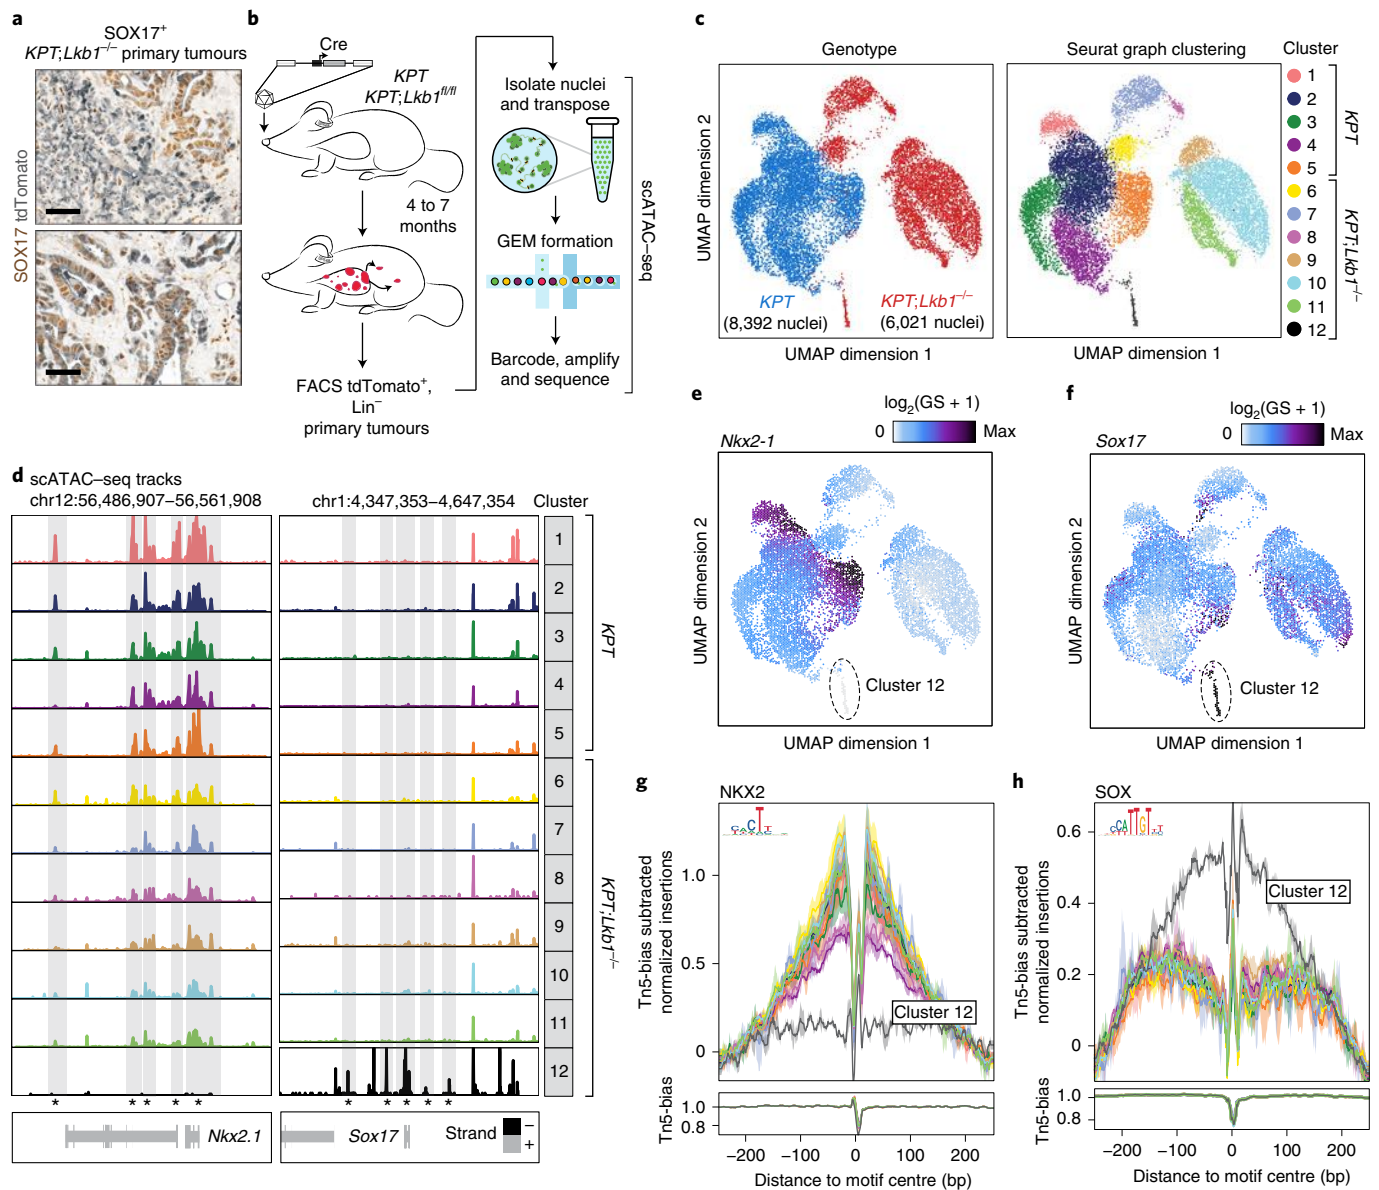 a
SOX17+
KPT;Lkb1–/– primary tumours
SOX17 tdTomato
b
Cre
KPT
KPT;Lkb1fl/fl
4 to 7
months
FACS tdTomato+,
Lin–
primary tumours
Isolate nuclei
and transpose
GEM formation
Barcode, amplify
and sequence
scATAC–seq
c
Genotype
UMAP dimension 2
KPT
(8,392 nuclei)
KPT;Lkb1–/–
(6,021 nuclei)
UMAP dimension 1
Seurat graph clustering
UMAP dimension 1
Cluster
1
2
3
4
5
6
7
8
9
10
11
12
KPT
KPT;Lkb1–/–
d
scATAC–seq tracks
chr12:56,486,907–56,561,908
chr1:4,347,353–4,647,354
Cluster
1
2
3
4
5
6
7
8
9
10
11
12
KPT
KPT;Lkb1–/–
* * * * *
* * * * *
Nkx2.1
Sox17
Strand
–
+
e
log2(GS + 1)
0 Max
Nkx2-1
UMAP dimension 2
Cluster 12
UMAP dimension 1
f
log2(GS + 1)
0 Max
Sox17
UMAP dimension 2
Cluster 12
UMAP dimension 1
g
NKX2
Tn5-bias subtracted
normalized insertions
1.0
0.5
0
Cluster 12
Tn5-bias
1.0
0.8
–200 –100 0 100 200
Distance to motif centre (bp)
h
SOX
Tn5-bias subtracted
normalized insertions
0.6
0.4
0.2
0
Cluster 12
Tn5-bias
1.0
0.8
–200 –100 0 100 200
Distance to motif centre (bp)